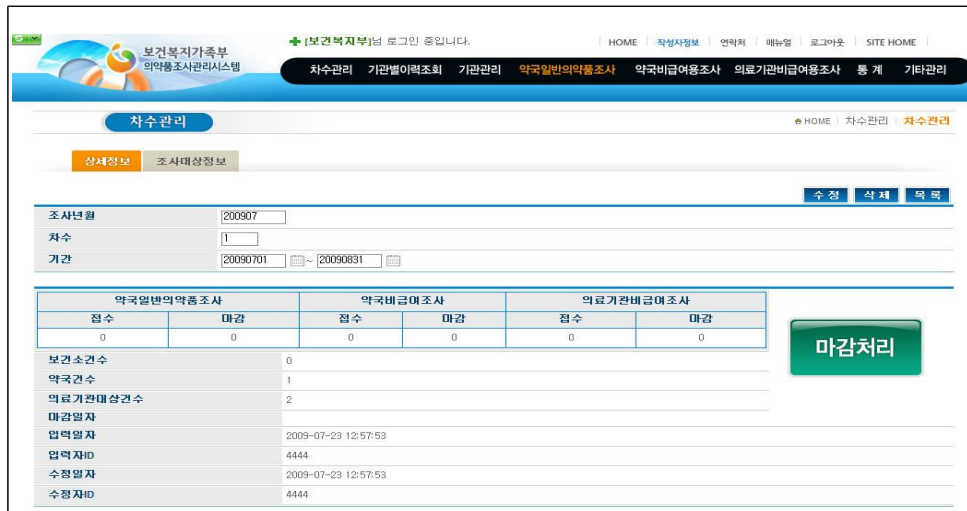 보건복지가족부
의약품조사관리시스템
[보건복지부]님 로그인 중입니다.
HOME 작성자정보 연락처 매뉴얼 로그아웃 SITE HOME
차수관리 기관별이력조회 기관관리 약국일반의약품조사 약국비급여용조사 의료기관비급여용조사 통 계 기타관리
차수관리
HOME 차수관리 차수관리
상세정보 조사대상정보
수정 삭제 목록
조사년월 200907
차수 1
기간 20090701 ~ 20090831
약국일반의약품조사 약국비급여조사 의료기관비급여조사
접수 마감 접수 마감 접수 마감
0 0 0 0 0 0
마감처리
보건소건수 0
약국건수 1
의료기관대상건수 2
마감일자
입력일자 2009-07-23 12:57:53
입력자ID 4444
수정일자 2009-07-23 12:57:53
수정자ID 4444